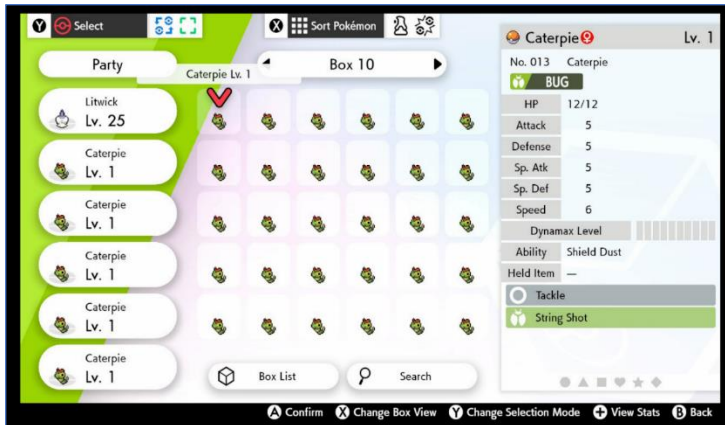 Y Select X Sort Pokémon
Party
Caterpie Lv. 1
Box 10
Litwick
Lv. 25
Caterpie
Lv. 1
Caterpie
Lv. 1
Caterpie
Lv. 1
Caterpie
Lv. 1
Caterpie
Lv. 1
Box List
Search
Caterpie Lv. 1
No. 013 Caterpie
BUG
HP 12/12
Attack 5
Defense 5
Sp. Atk 5
Sp. Def 5
Speed 6
Dynamax Level
Ability Shield Dust
Held Item —
Tackle
String Shot
A Confirm X Change Box View Y Change Selection Mode + View Stats B Back